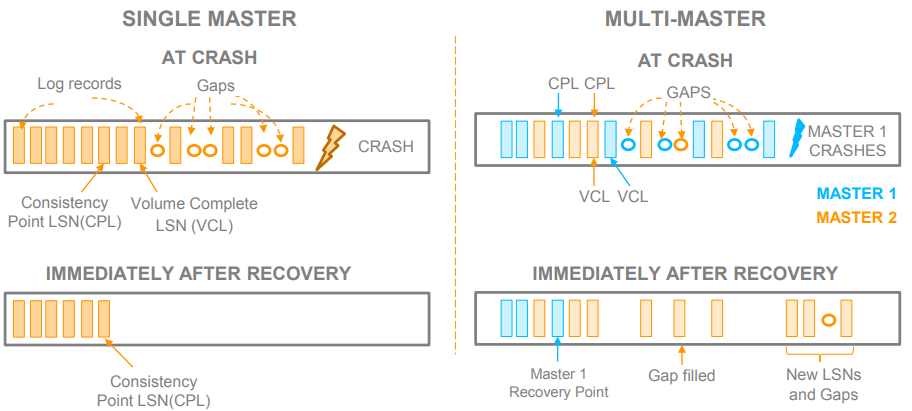 SINGLE MASTER
AT CRASH
Log records
Gaps
CRASH
Consistency
Point LSN(CPL)
Volume Complete
LSN (VCL)
IMMEDIATELY AFTER RECOVERY
Consistency
Point LSN(CPL)
MULTI-MASTER
AT CRASH
CPL CPL
GAPS
MASTER 1
CRASHES
VCL VCL
MASTER 1
MASTER 2
IMMEDIATELY AFTER RECOVERY
Master 1
Recovery Point
Gap filled
New LSNs
and Gaps